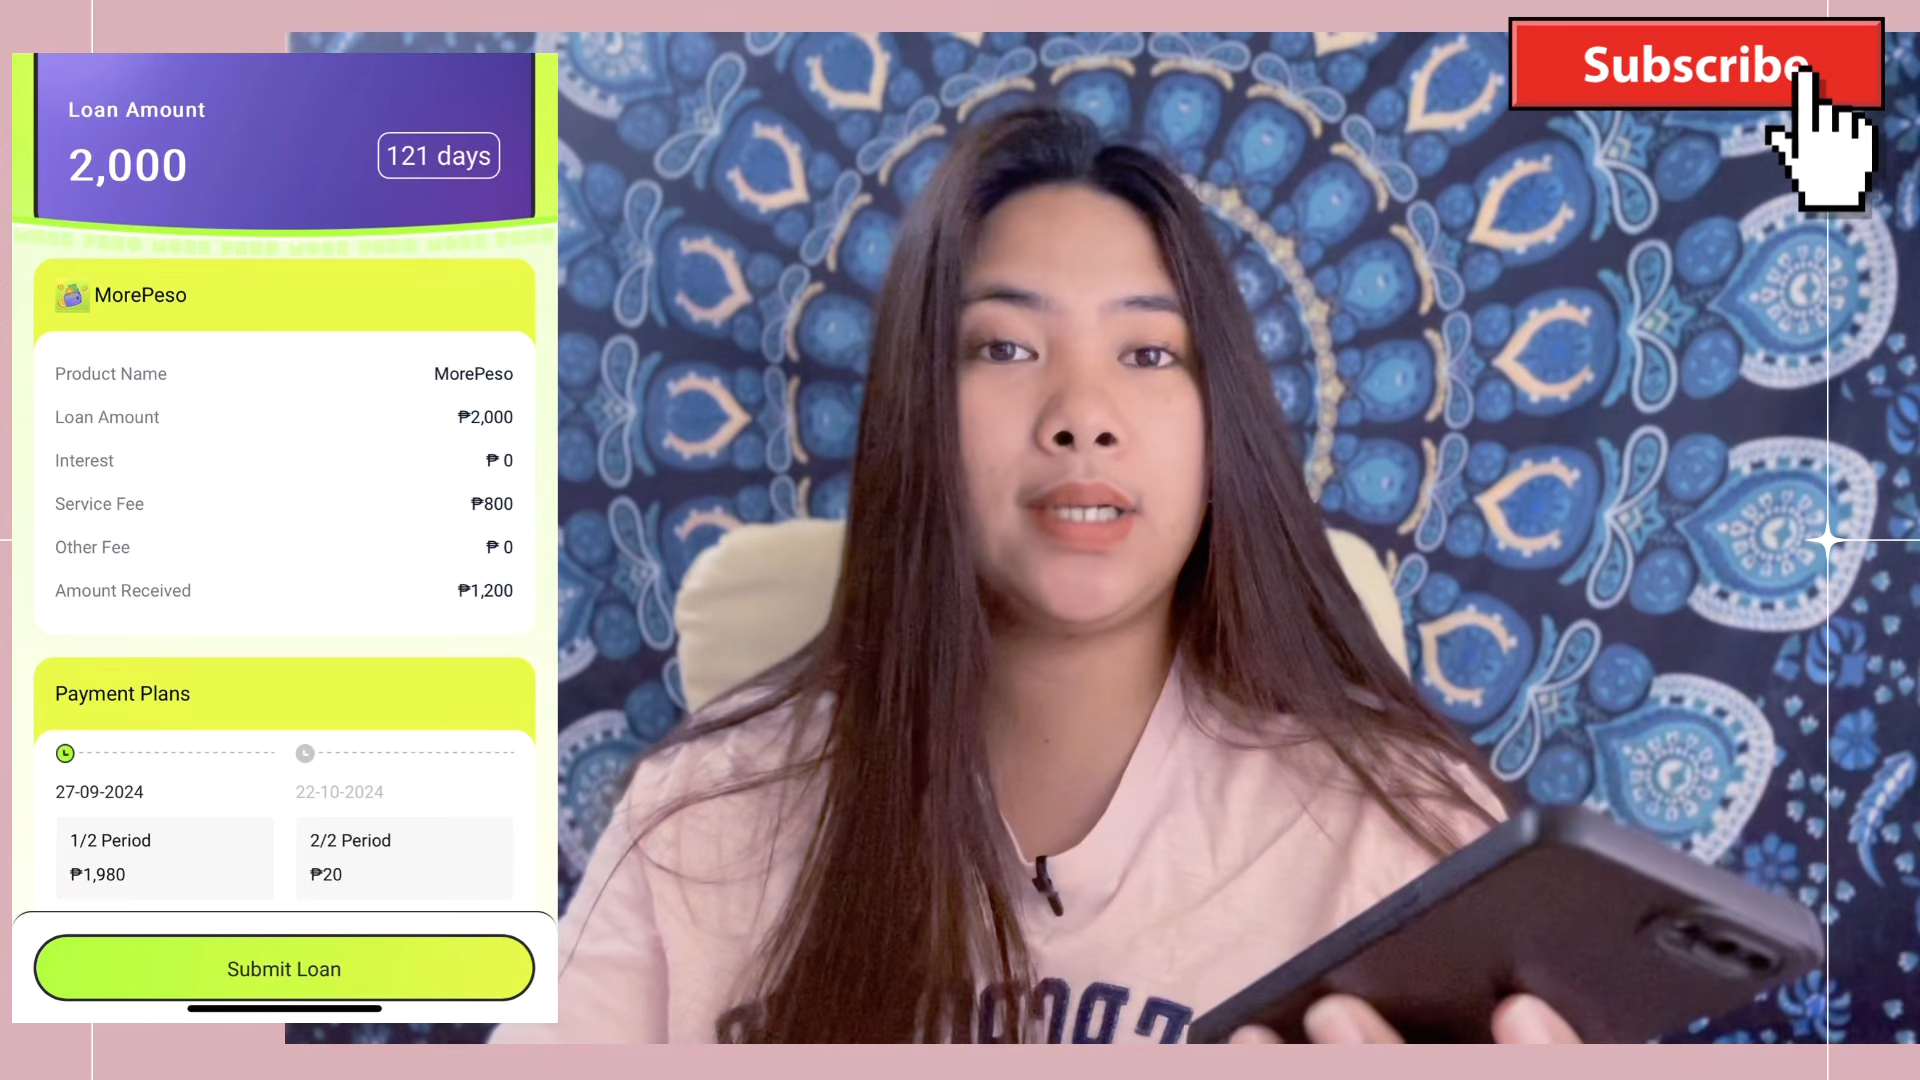 Subscribe
Loan Amount
2,000
121 days
MorePeso
Product Name MorePeso
Loan Amount ₱2,000
Interest ₱ 0
Service Fee ₱800
Other Fee ₱ 0
Amount Received ₱1,200
Payment Plans
27-09-2024 22-10-2024
1/2 Period 2/2 Period
₱1,980 ₱20
Submit Loan